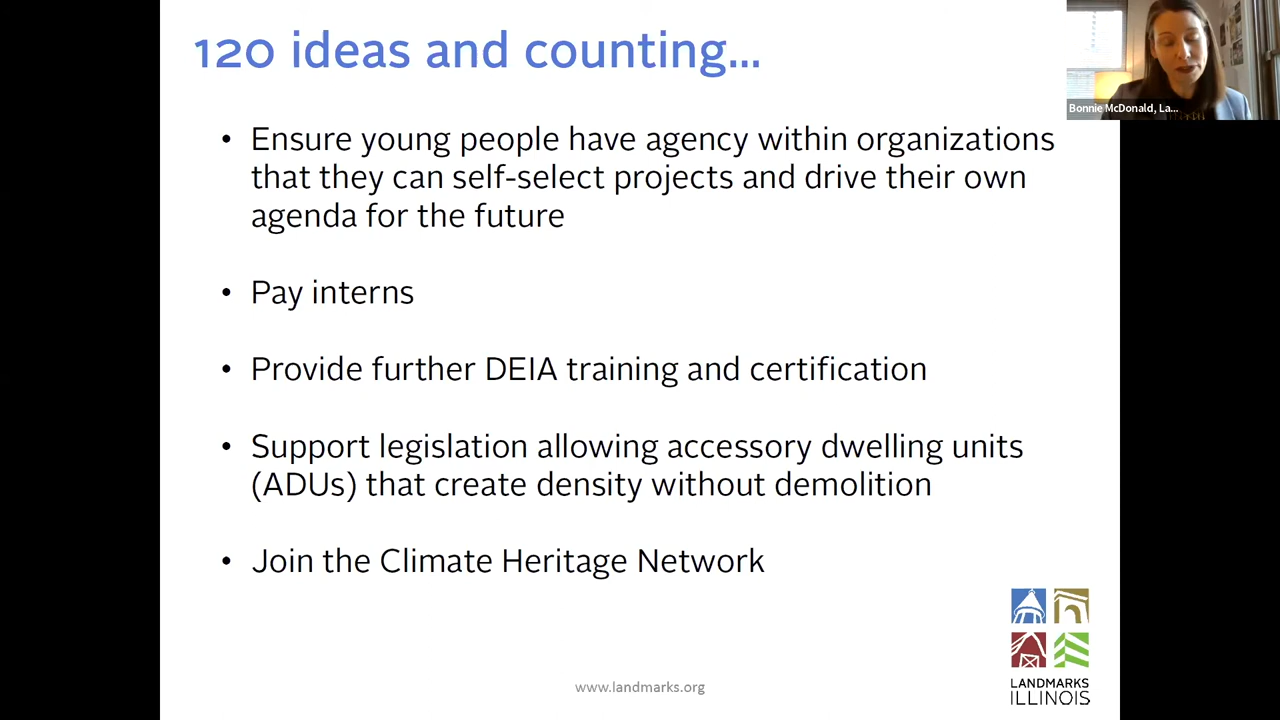 120 ideas and counting...
Bonnie McDonald, La...
• Ensure young people have agency within organizations
that they can self-select projects and drive their own
agenda for the future
• Pay interns
• Provide further DEIA training and certification
• Support legislation allowing accessory dwelling units
(ADUs) that create density without demolition
• Join the Climate Heritage Network
LANDMARKS
ILLINOIS
www.landmarks.org